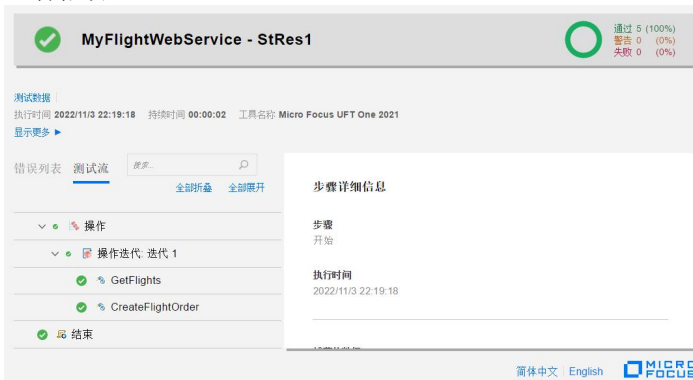 MyFlightWebService - StRes1
通过 5 (100%)
警告 0 (0%)
失败 0 (0%)
测试数据
执行时间 2022/11/3 22:19:18 持续时间 00:00:02 工具名称 Micro Focus UFT One 2021
显示更多
错误列表 测试流 搜索...
全部折叠 全部展开
操作
操作迭代: 迭代 1
GetFlights
CreateFlightOrder
结束
步骤详细信息
步骤
开始
执行时间
2022/11/3 22:19:18
简体中文 English
MICRO
FOCUS